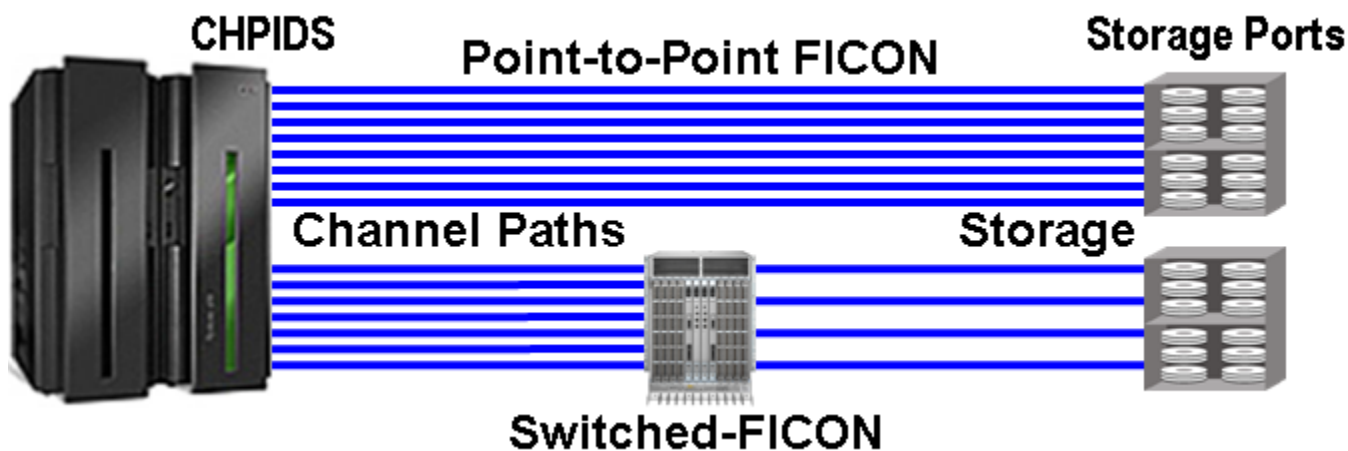 CHPIDS
Storage Ports
Point-to-Point FICON
Channel Paths
Storage
Switched-FICON